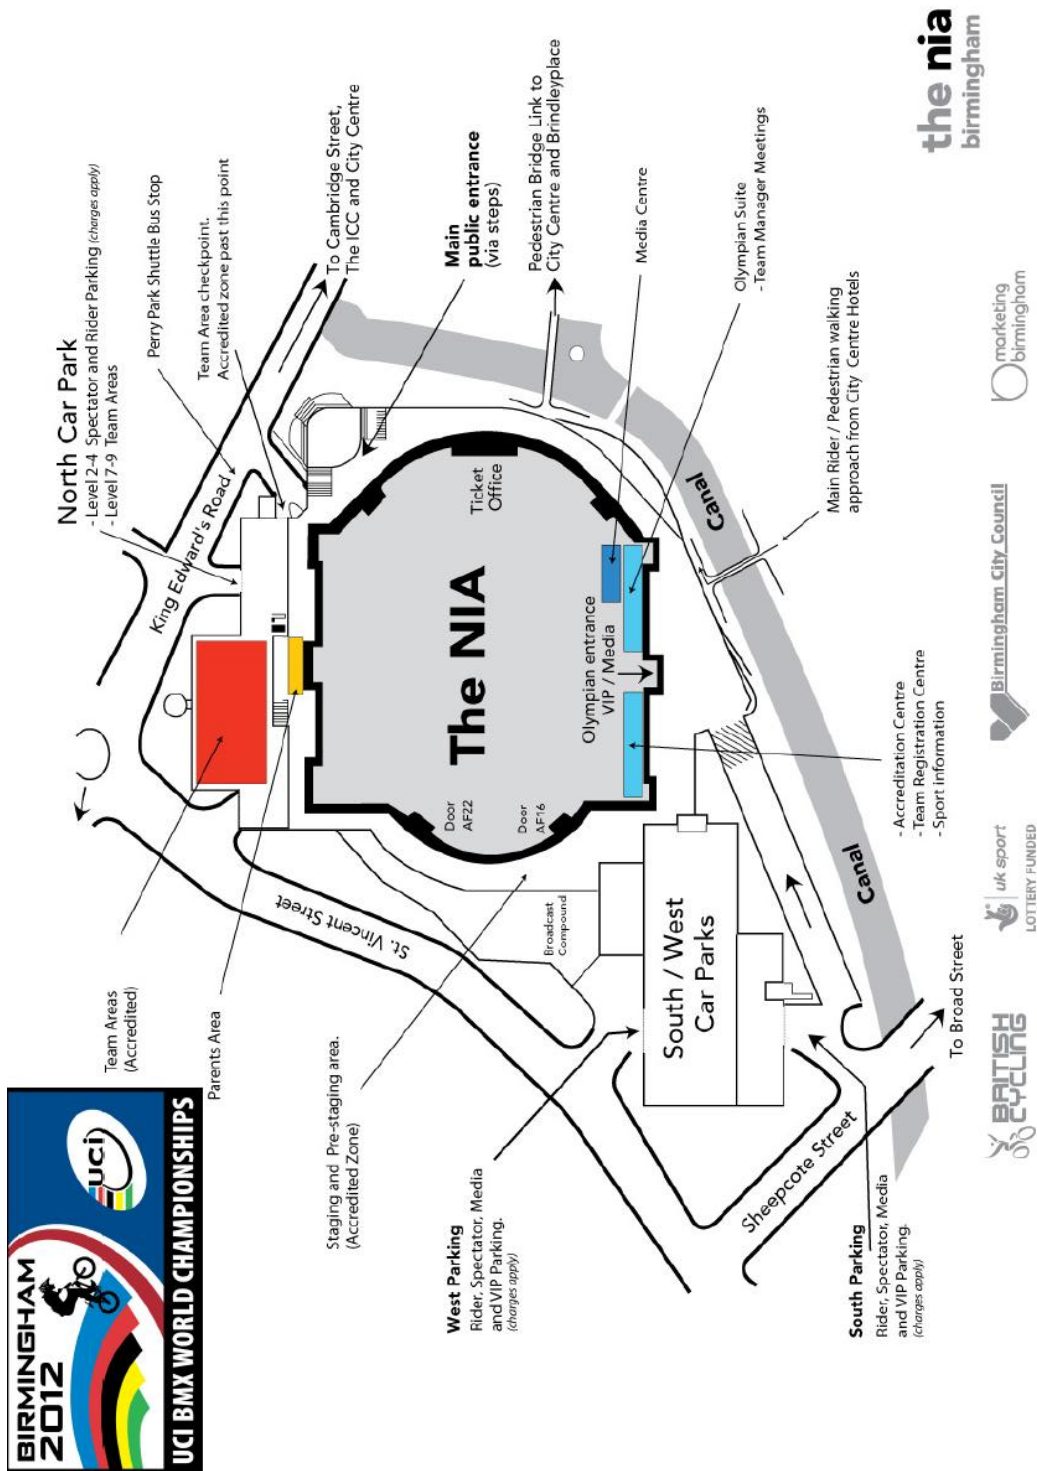 BIRMINGHAM
2012
uci
UCI BMX WORLD CHAMPIONSHIPS
Team Areas
(Accredited)
Parents Area
Staging and Pre-staging area.
(Accredited Zone)
West Parking
Rider, Spectator, Media
and VIP Parking.
(charges apply)
South Parking
Rider, Spectator, Media
and VIP Parking.
(charges apply)
North Car Park
- Level 2-4 Spectator and Rider Parking (charges apply)
- Level 7-9 Team Areas
Perry Park Shuttle Bus Stop
Team Area checkpoint.
Accredited zone past this point
To Cambridge Street,
The ICC and City Centre
Main
public entrance
(via steps)
Pedestrian Bridge Link to
City Centre and Brindleyplace
Media Centre
Olympian Suite
- Team Manager Meetings
Main Rider / Pedestrian walking
approach from City Centre Hotels
- Accreditation Centre
- Team Registration Centre
- Sport information
To Broad Street
King Edward's Road
St. Vincent Street
Sheepcote Street
Canal
Canal
The NIA
Ticket
Office
Door
AF22
Door
AF16
Olympian entrance
VIP / Media
Broadcast
Compound
South / West
Car Parks
the nia
birmingham
BRITISH
CYCLING
uk sport
LOTTERY FUNDED
Birmingham City Council
marketing
birmingham